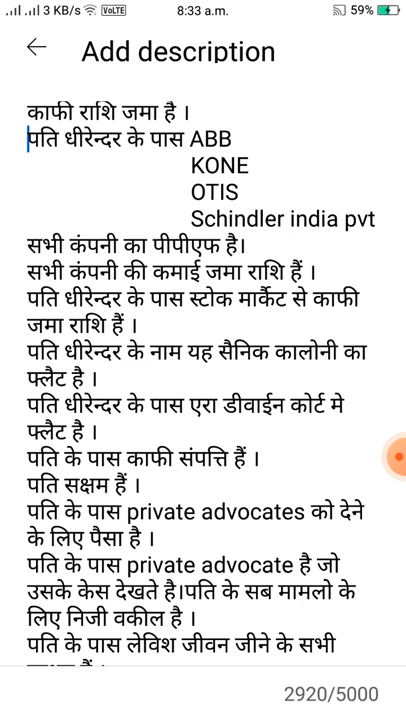 3 KB/s VoLTE 8:33 a.m. 59%
Add description
काफी राशि जमा है ।
पति धीरेन्दर के पास ABB
KONE
OTIS
Schindler india pvt
सभी कंपनी का पीपीएफ है।
सभी कंपनी की कमाई जमा राशि हैं ।
पति धीरेन्दर के पास स्टोक मार्कैट से काफी
जमा राशि हैं ।
पति धीरेन्दर के नाम यह सैनिक कालोनी का
फ्लैट है ।
पति धीरेन्दर के पास एरा डीवाईन कोर्ट मे
फ्लैट है ।
पति के पास काफी संपत्ति हैं ।
पति सक्षम हैं ।
पति के पास private advocates को देने
के लिए पैसा है ।
पति के पास private advocate है जो
उसके केस देखते है।पति के सब मामलो के
लिए निजी वकील है ।
पति के पास लेविश जीवन जीने के सभी
2920/5000